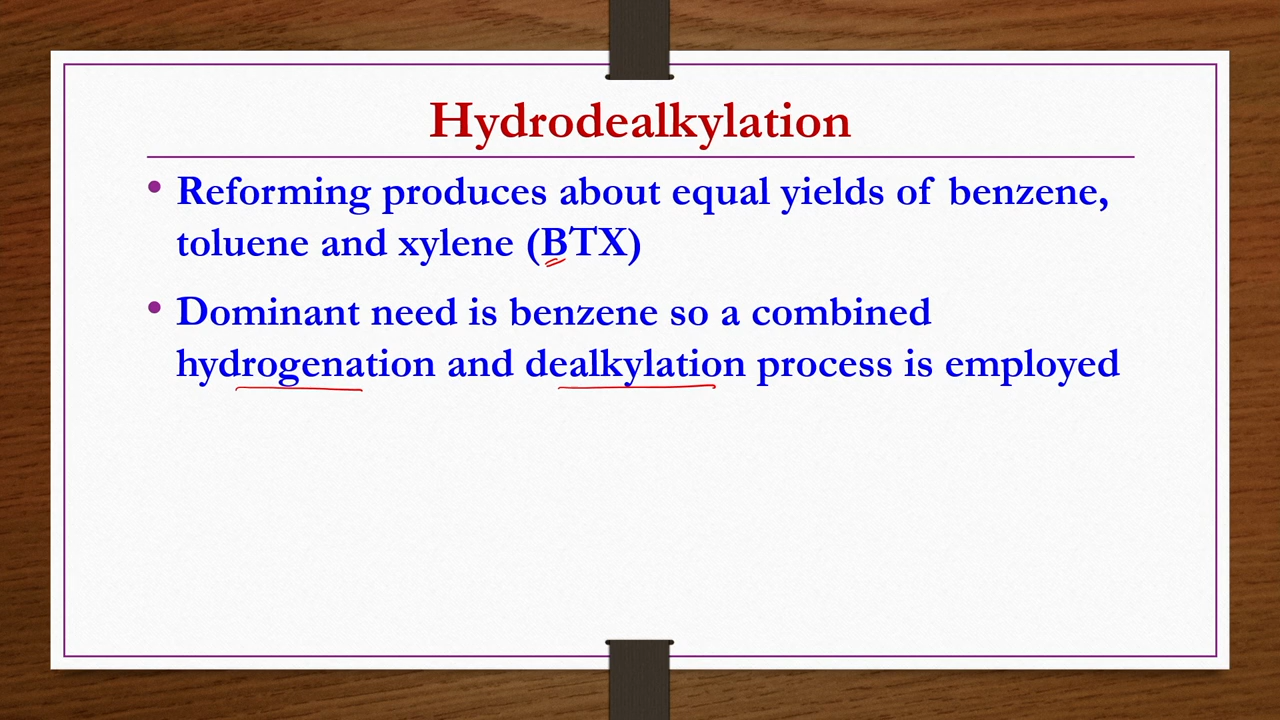 Hydrodealkylation
• Reforming produces about equal yields of benzene,
toluene and xylene (BTX)
• Dominant need is benzene so a combined
hydrogenation and dealkylation process is employed